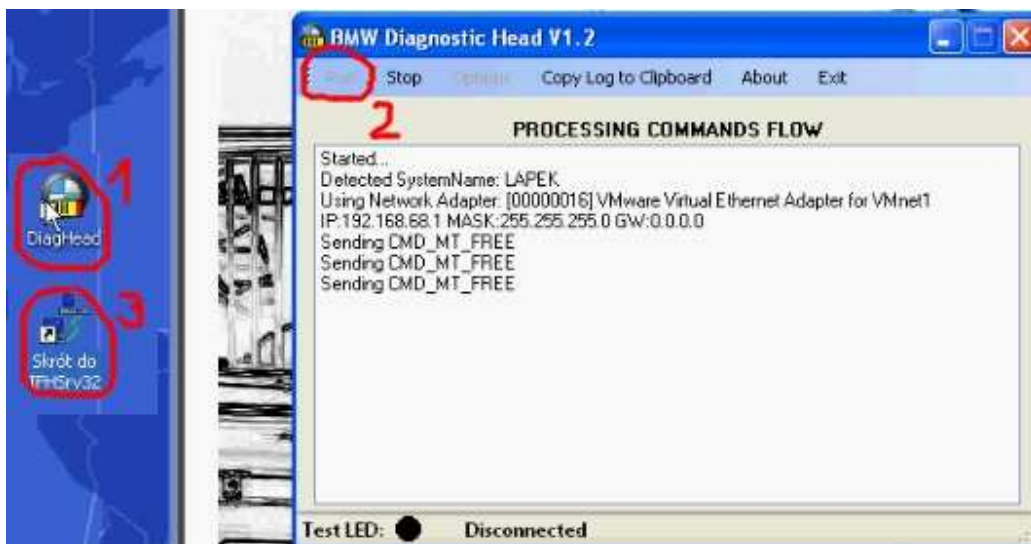 BMW Diagnostic Head V1.2
Run Stop Options Copy Log to Clipboard About Exit
1
2
PROCESSING COMMANDS FLOW
Started...
Detected SystemName: LAPEK
Using Network Adapter: [00000016] VMware Virtual Ethernet Adapter for VMnet1
IP:192.168.68.1 MASK:255.255.255.0 GW:0.0.0.0
Sending CMD_MT_FREE
Sending CMD_MT_FREE
Sending CMD_MT_FREE
DiagHead
3
Skrót do
TFHSrv32
Test LED: Disconnected